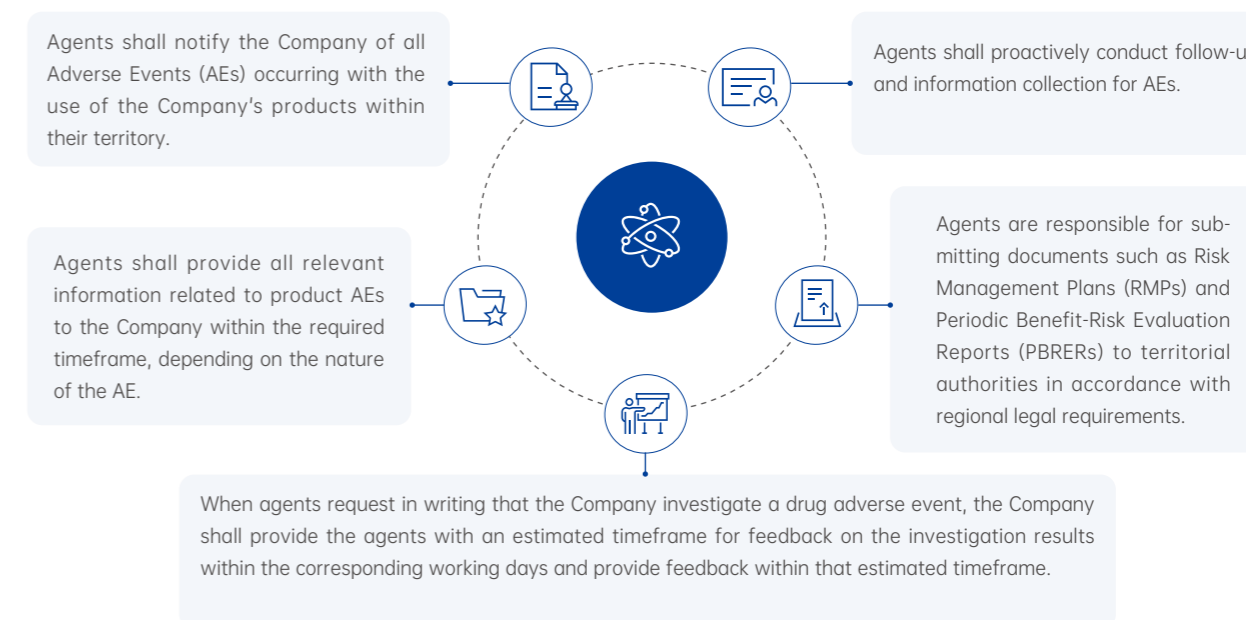 Agents shall notify the Company of all
Adverse Events (AEs) occurring with the
use of the Company's products within
their territory.
Agents shall proactively conduct follow-u
and information collection for AEs.
Agents shall provide all relevant
information related to product AEs
to the Company within the required
timeframe, depending on the nature
of the AE.
Agents are responsible for sub-
mitting documents such as Risk
Management Plans (RMPs) and
Periodic Benefit-Risk Evaluation
Reports (PBRERs) to territorial
authorities in accordance with
regional legal requirements.
When agents request in writing that the Company investigate a drug adverse event, the Company
shall provide the agents with an estimated timeframe for feedback on the investigation results
within the corresponding working days and provide feedback within that estimated timeframe.